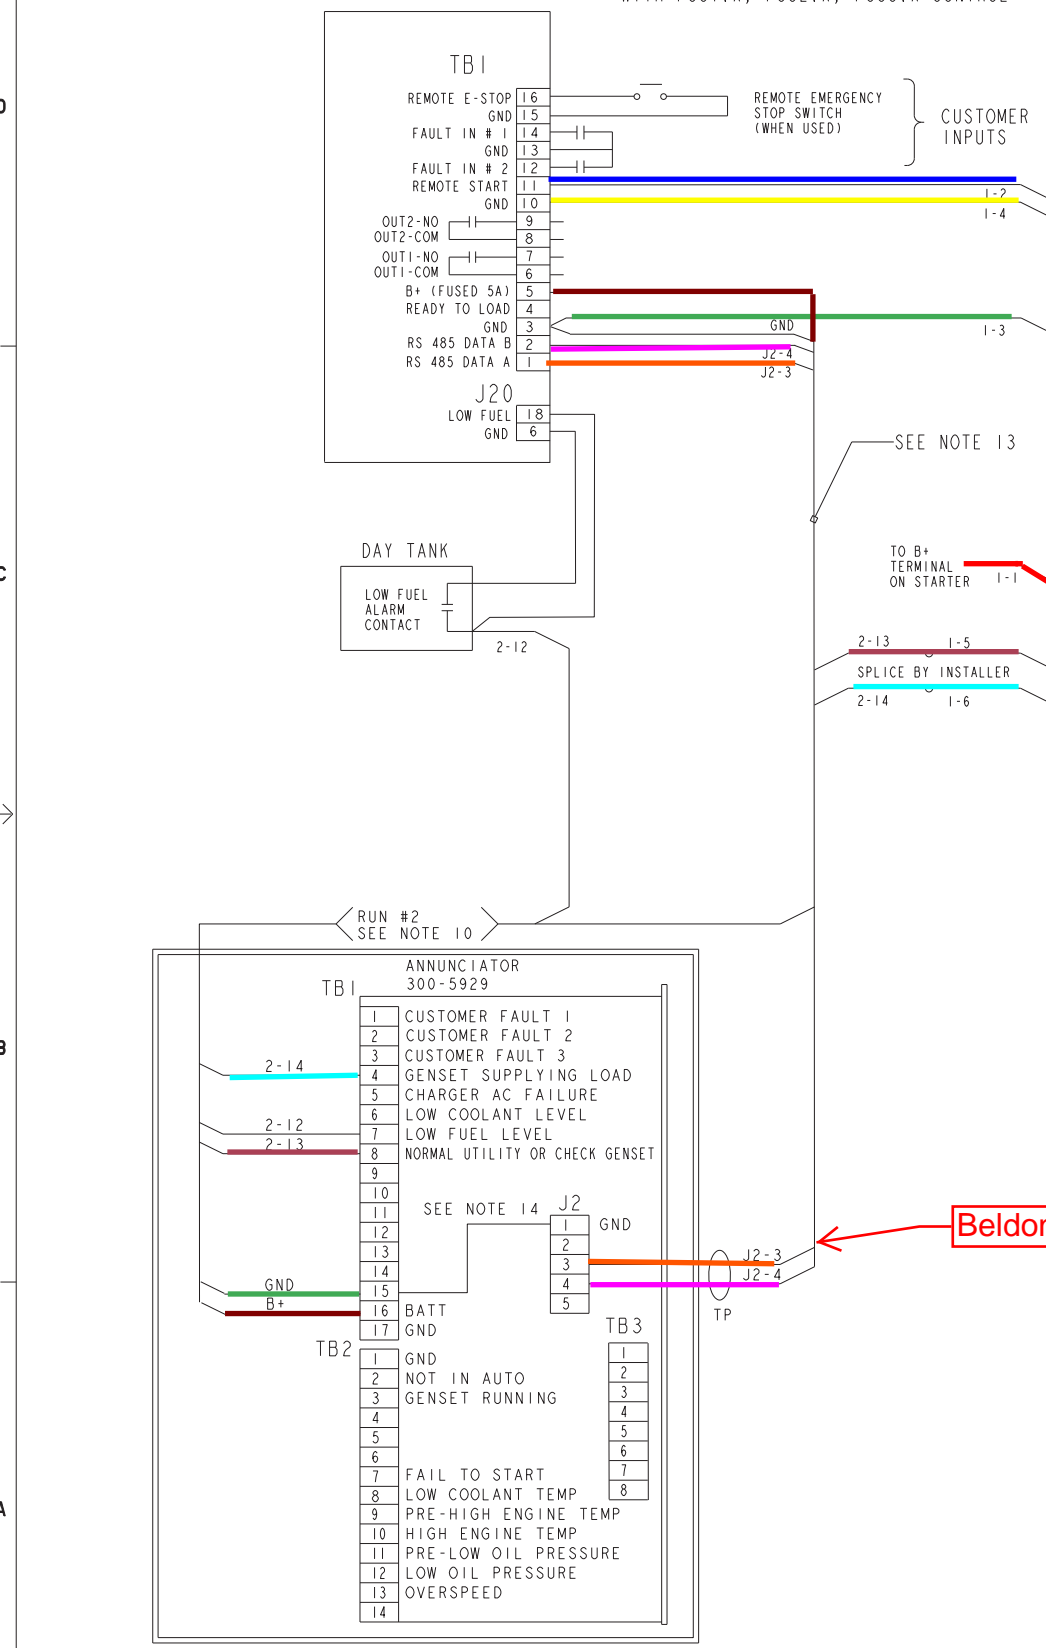 D
TB1
REMOTE E-STOP 16
GND 15
FAULT IN # 1 14
GND 13
FAULT IN # 2 12
REMOTE START 11
GND 10
OUT2-NO 9
OUT2-COM 8
OUT1-NO 7
OUT1-COM 6
B+ (FUSED 5A) 5
READY TO LOAD 4
GND 3
RS 485 DATA B 2
RS 485 DATA A 1
J20
LOW FUEL 18
GND 6
REMOTE EMERGENCY
STOP SWITCH
(WHEN USED)
CUSTOMER
INPUTS
1-2
1-4
GND
1-3
J2-4
J2-3
SEE NOTE 13
C
DAY TANK
LOW FUEL
ALARM
CONTACT
2-12
TO B+
TERMINAL
ON STARTER
1-1
2-13 1-5
SPLICE BY INSTALLER
2-14 1-6
RUN #2
SEE NOTE 10
B
ANNUNCIATOR
300-5929
TB1
1 CUSTOMER FAULT 1
2 CUSTOMER FAULT 2
3 CUSTOMER FAULT 3
2-14 4 GENSET SUPPLYING LOAD
5 CHARGER AC FAILURE
6 LOW COOLANT LEVEL
2-12 7 LOW FUEL LEVEL
2-13 8 NORMAL UTILITY OR CHECK GENSET
9
10
11
12
13
14
GND 15
B+ 16 BATT
17 GND
SEE NOTE 14
J2
1 GND
2
3 J2-3
4 J2-4
5
TP
Beldon
TB2
1 GND
2 NOT IN AUTO
3 GENSET RUNNING
4
5
6
7 FAIL TO START
8 LOW COOLANT TEMP
9 PRE-HIGH ENGINE TEMP
10 HIGH ENGINE TEMP
11 PRE-LOW OIL PRESSURE
12 LOW OIL PRESSURE
13 OVERSPEED
14
TB3
1
2
3
4
5
6
7
8
A